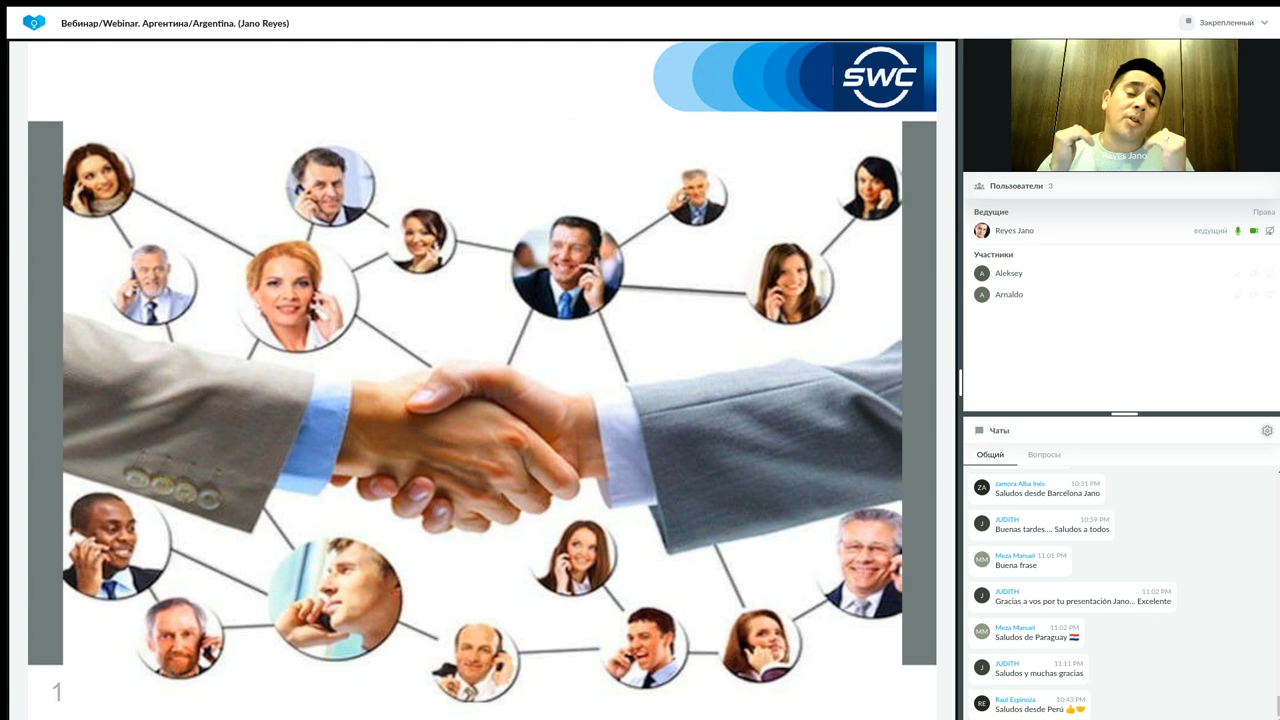 Вебинар/Webinar. Аргентина/Argentina. (Jano Reyes)
Закрепленный
SWC
Reyes Jano
Пользователи 3
Ведущие Права
Reyes Jano ведущий
Участники
A Aleksey
A Arnaldo
Чаты
Общий Вопросы
ZA zamora Alba Inés 10:31 PM
Saludos desde Barcelona Jano
J JUDITH 10:59 PM
Buenas tardes.... Saludos a todos
MM Meza Manuel 11:01 PM
Buena frase
J JUDITH 11:02 PM
Gracias a vos por tu presentación Jano... Excelente
MM Meza Manuel 11:02 PM
Saludos de Paraguay 🇵🇾
J JUDITH 11:11 PM
Saludos y muchas gracias
RE Raúl Espinoza 10:43 PM
Saludos desde Perú 👍🤝
1